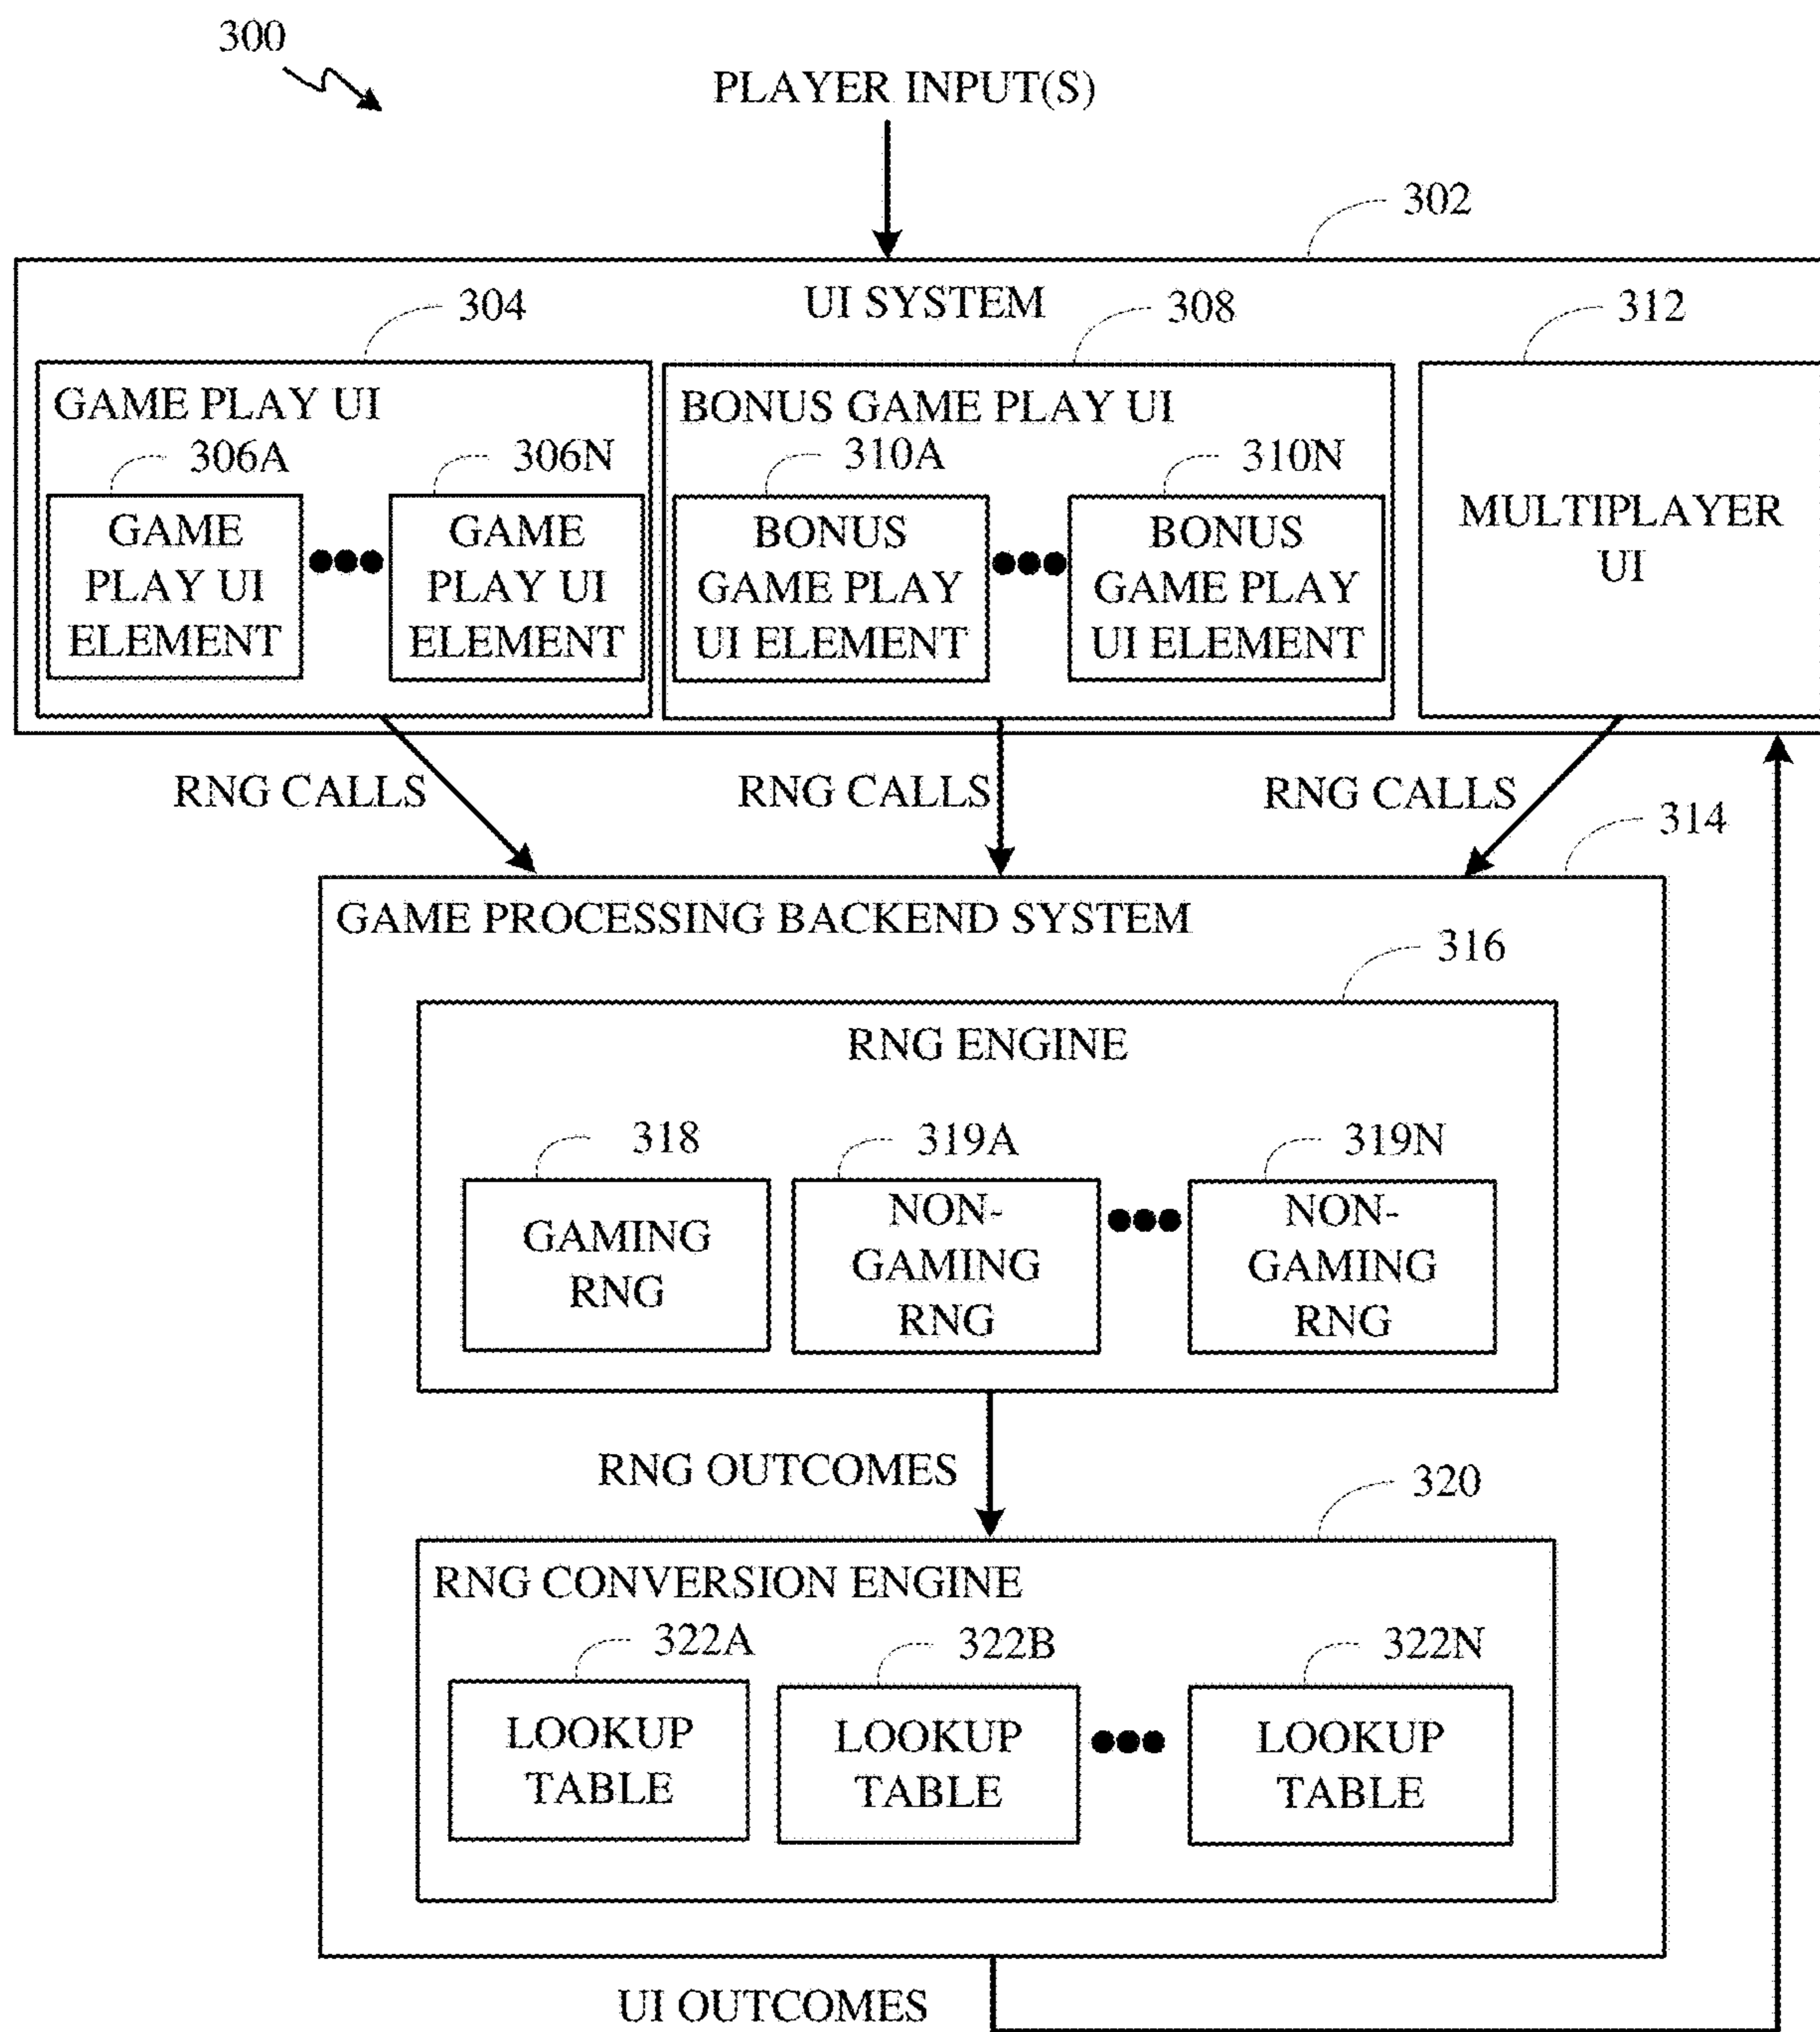 300
PLAYER INPUT(S)
302
UI SYSTEM
304
308
312
GAME PLAY UI
BONUS GAME PLAY UI
306A
306N
310A
310N
GAME
PLAY UI
ELEMENT
GAME
PLAY UI
ELEMENT
BONUS
GAME PLAY
UI ELEMENT
BONUS
GAME PLAY
UI ELEMENT
MULTIPLAYER
UI
RNG CALLS
RNG CALLS
RNG CALLS
314
GAME PROCESSING BACKEND SYSTEM
316
RNG ENGINE
318
319A
319N
GAMING
RNG
NON-
GAMING
RNG
NON-
GAMING
RNG
RNG OUTCOMES
320
RNG CONVERSION ENGINE
322A
322B
322N
LOOKUP
TABLE
LOOKUP
TABLE
LOOKUP
TABLE
UI OUTCOMES